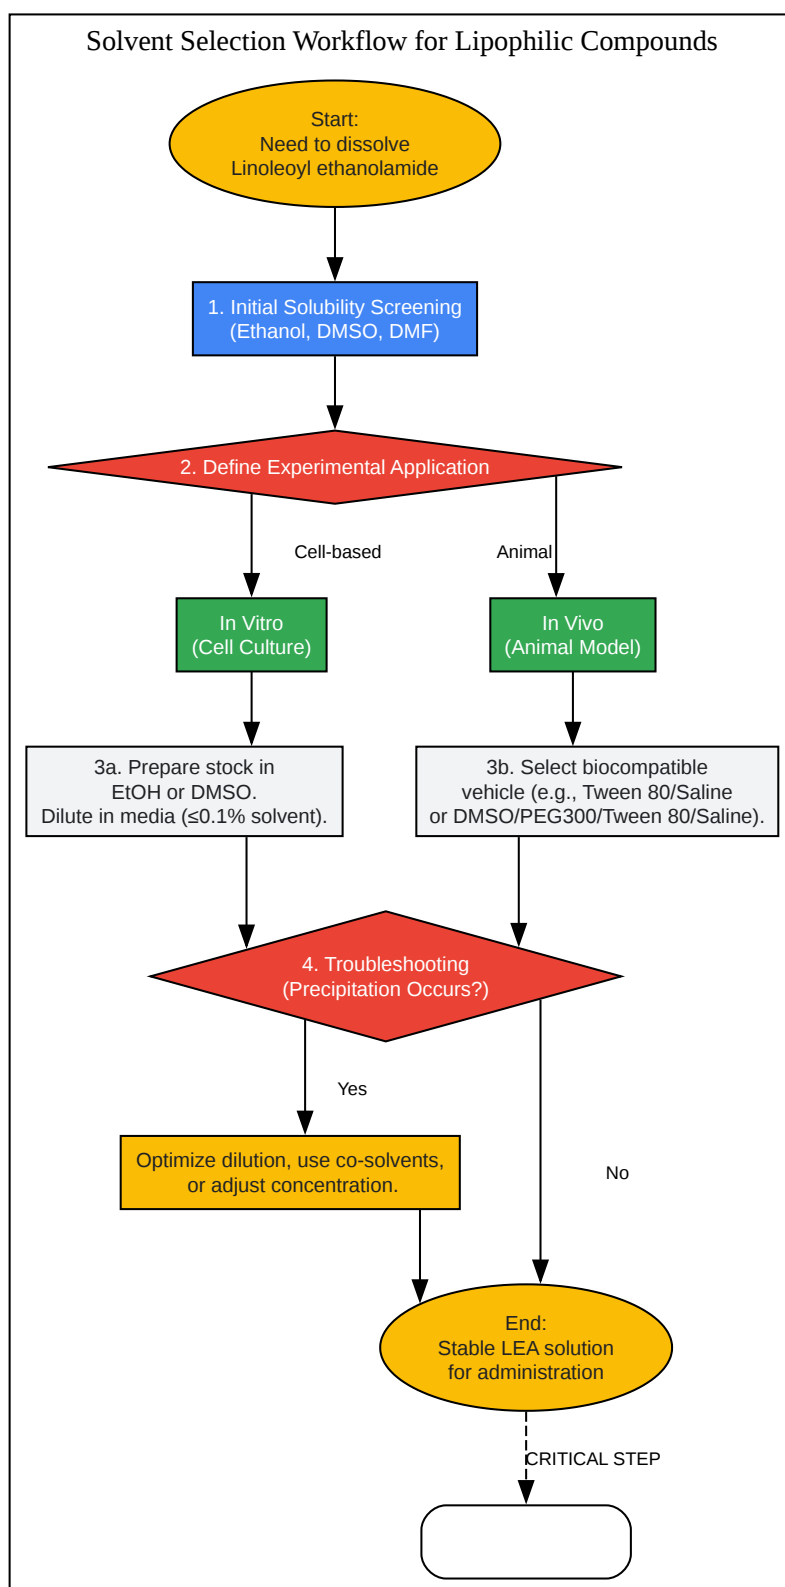 Solvent Selection Workflow for Lipophilic Compounds
Start:
Need to dissolve
Linoleoyl ethanolamide
1. Initial Solubility Screening
(Ethanol, DMSO, DMF)
2. Define Experimental Application
Cell-based
Animal
In Vitro
(Cell Culture)
In Vivo
(Animal Model)
3a. Prepare stock in
EtOH or DMSO.
Dilute in media (≤0.1% solvent).
3b. Select biocompatible
vehicle (e.g., Tween 80/Saline
or DMSO/PEG300/Tween 80/Saline).
4. Troubleshooting
(Precipitation Occurs?)
Yes
Optimize dilution, use co-solvents,
or adjust concentration.
No
End:
Stable LEA solution
for administration
CRITICAL STEP